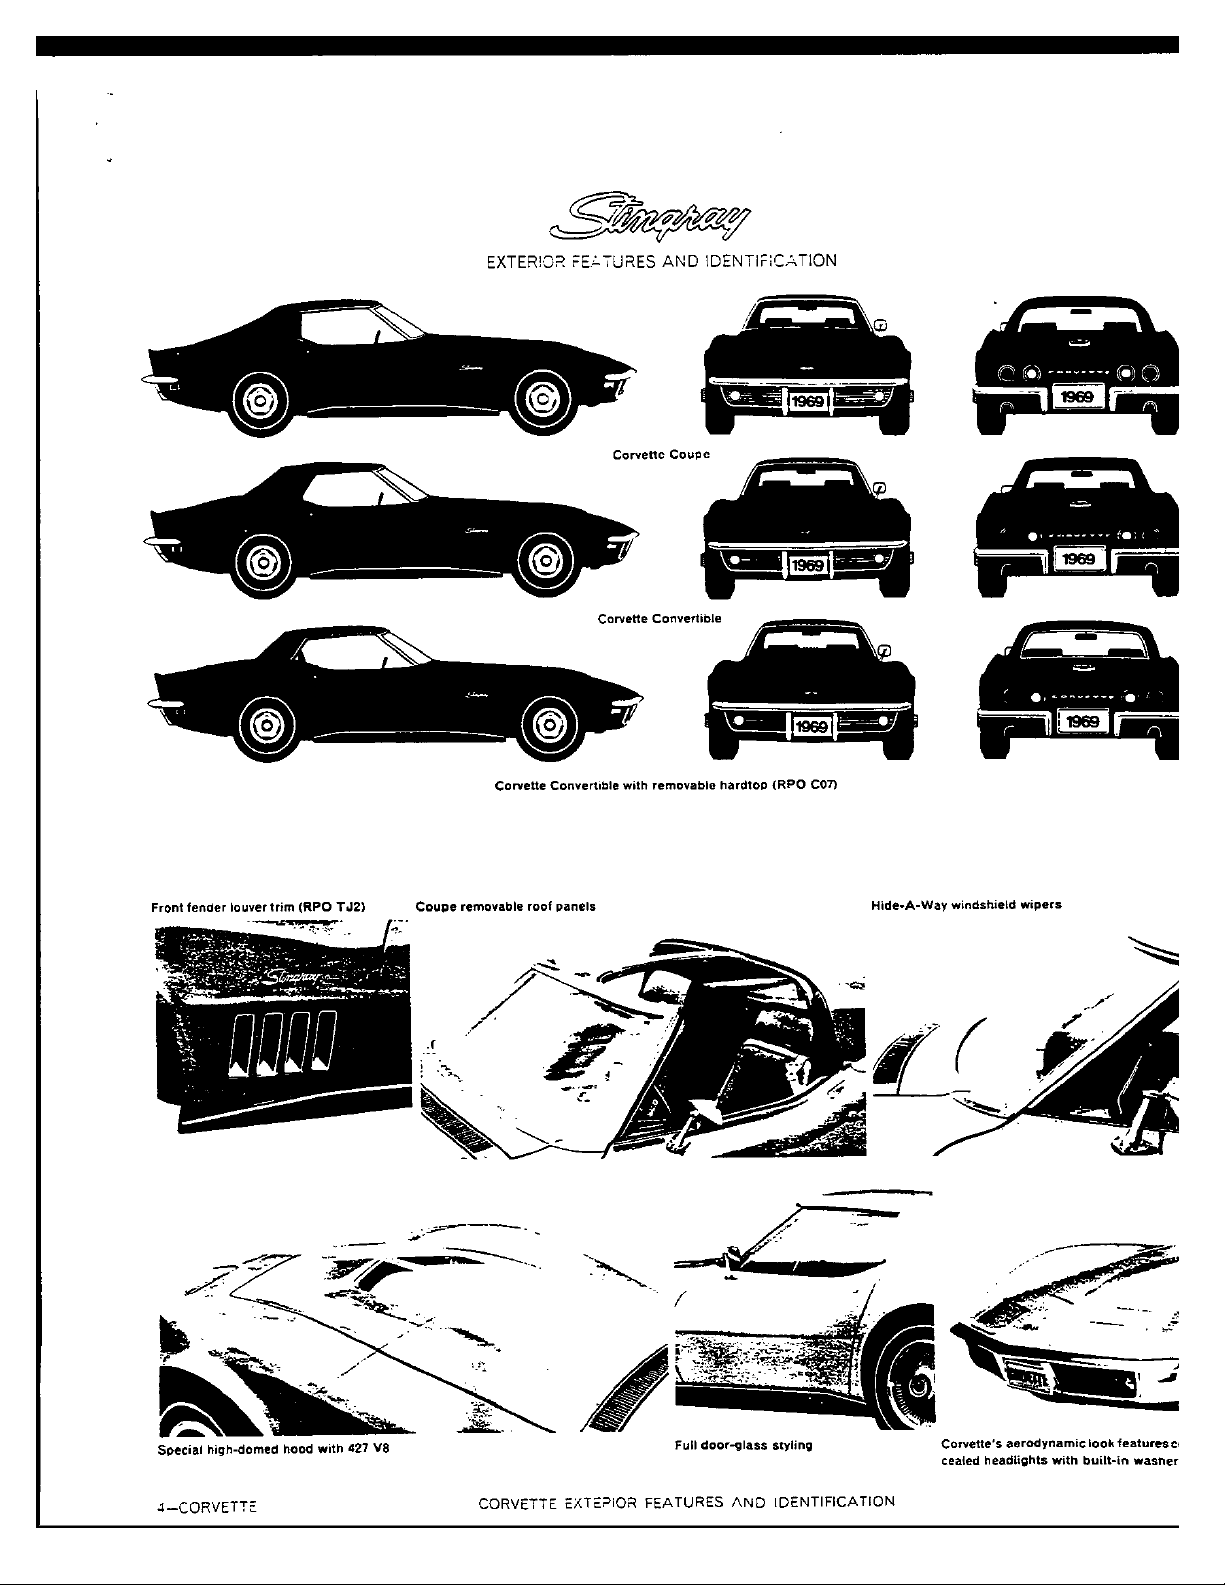 Stingray
EXTERIOR FEATURES AND IDENTIFICATION
1969
1969
Corvette Coupe
1969
1969
Corvette Convertible
1969
1969
Corvette Convertible with removable hardtop (RPO C07)
Front fender louver trim (RPO TJ2)
Coupe removable roof panels
Hide-A-Way windshield wipers
Stingray
Special high-domed hood with 427 V8
Full door-glass styling
Corvette's aerodynamic look features c
cealed headlights with built-in washer
4—CORVETTE
CORVETTE EXTERIOR FEATURES AND IDENTIFICATION